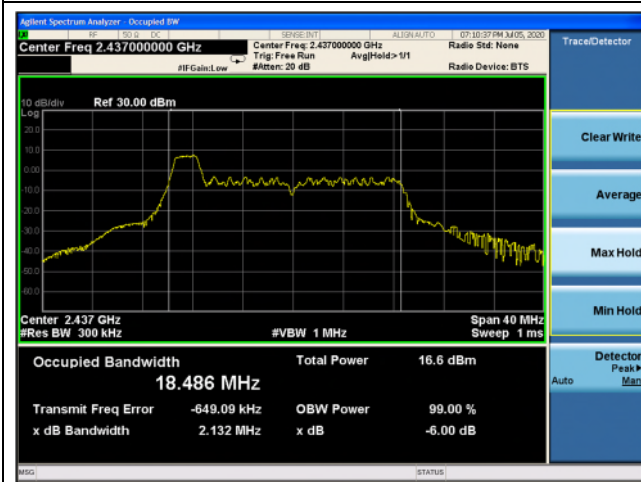 Agilent Spectrum Analyzer - Occupied BW
RF 50 Ω DC SENSE:INT ALIGN AUTO 07:10:37 PM Jul 05, 2020
Center Freq 2.437000000 GHz Center Freq: 2.437000000 GHz Radio Std: None Trace/Detector
Trig: Free Run Avg|Hold:> 1/1
#IFGain:Low #Atten: 20 dB Radio Device: BTS
10 dB/div Ref 30.00 dBm
Log
20.0
10.0
0.00
-10.0
-20.0
-30.0
-40.0
-50.0
-60.0
Clear Write
Average
Max Hold
Min Hold
Center 2.437 GHz Span 40 MHz
#Res BW 300 kHz #VBW 1 MHz Sweep 1 ms
Detector
Peak
Auto Man
Occupied Bandwidth Total Power 16.6 dBm
18.486 MHz
Transmit Freq Error -649.09 kHz OBW Power 99.00 %
x dB Bandwidth 2.132 MHz x dB -6.00 dB
MSG STATUS